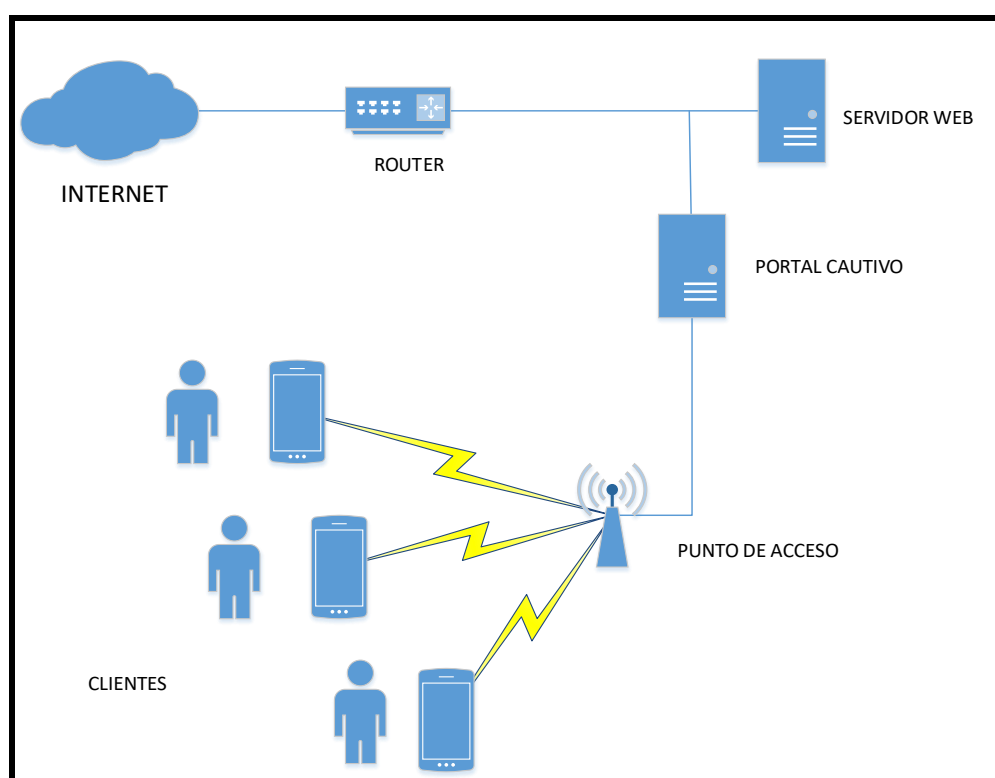 SERVIDOR WEB
ROUTER
INTERNET
PORTAL CAUTIVO
PUNTO DE ACCESO
CLIENTES